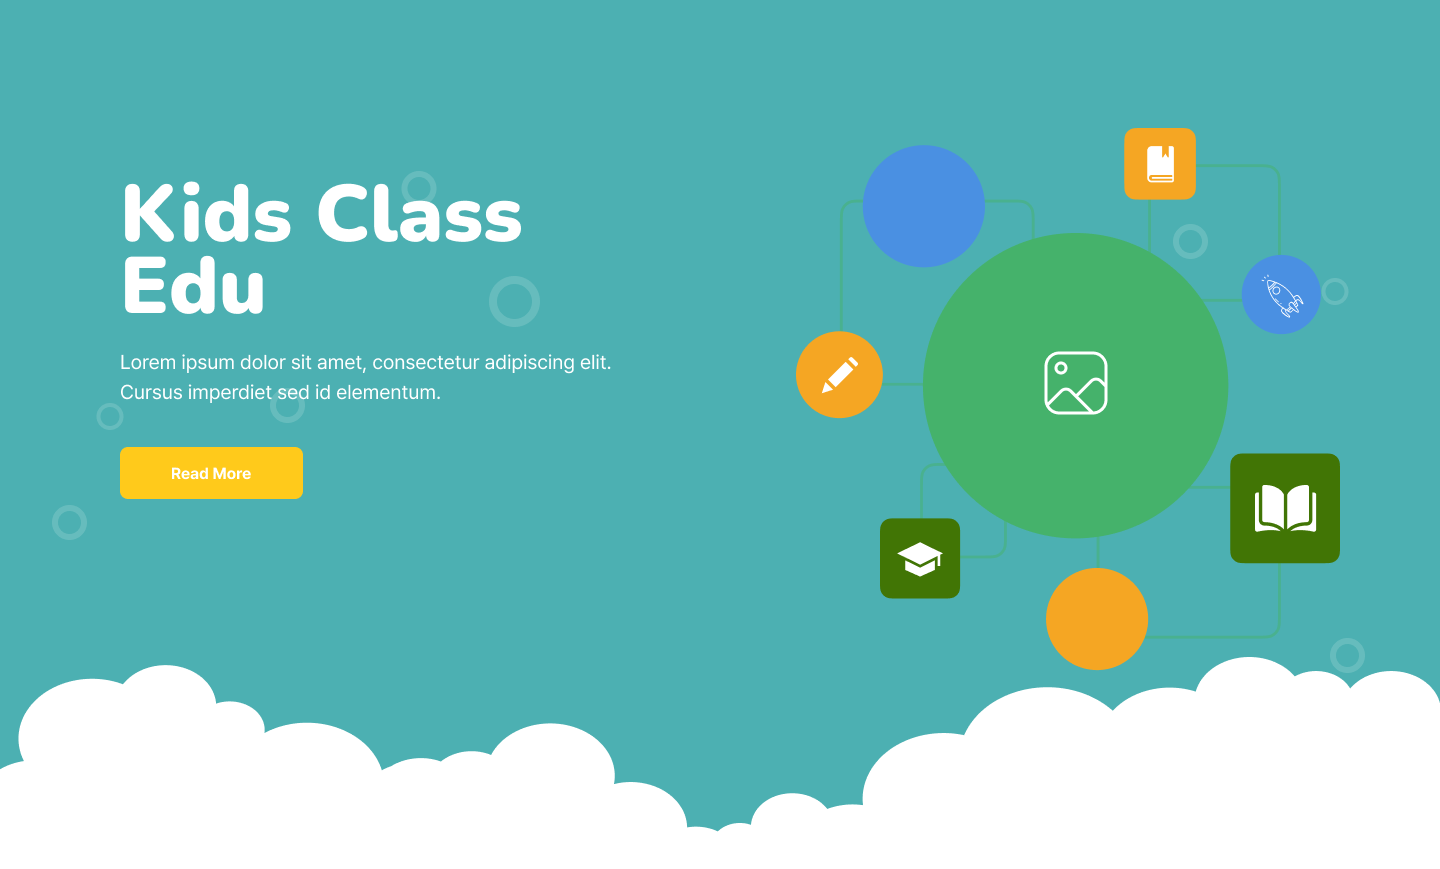 Kids Class
Edu
Lorem ipsum dolor sit amet, consectetur adipiscing elit.
Cursus imperdiet sed id elementum.
Read More